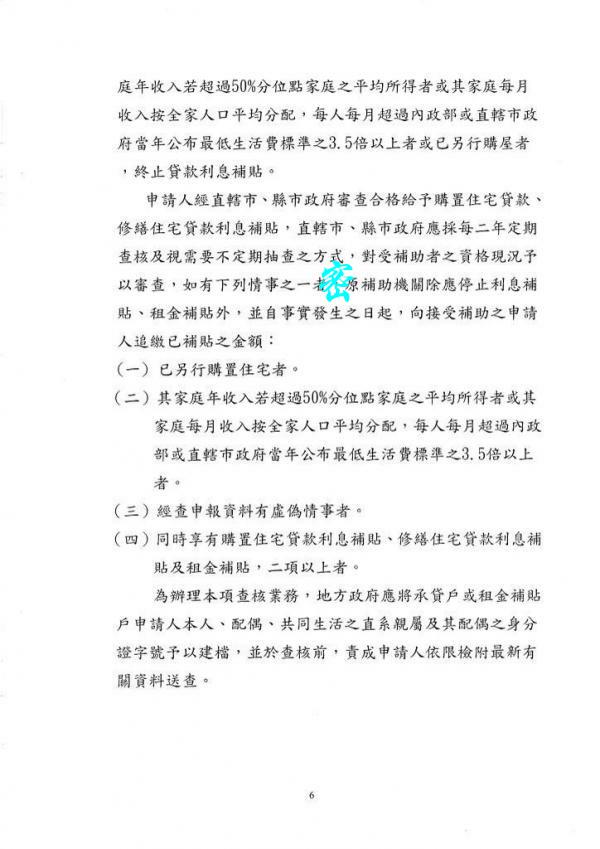 庭年收入若超過50%分位點家庭之平均所得者或其家庭每月
收入按全家人口平均分配，每人每月超過內政部或直轄市政
府當年公布最低生活費標準之3.5倍以上者或已另行購屋者
，終止貸款利息補貼。
申請人經直轄市、縣市政府審查合格給予購置住宅貸款、
修繕住宅貸款利息補貼，直轄市、縣市政府應採每二年定期
查核及視需要不定期抽查之方式，對受補助者之資格現況予
以審查，如有下列情事之一者 原補助機關除應停止利息補
密
貼、租金補貼外，並自事實發生之日起，向接受補助之申請
人追繳已補貼之金額：
(一) 已另行購置住宅者。
(二) 其家庭年收入若超過50%分位點家庭之平均所得者或其
家庭每月收入按全家人口平均分配，每人每月超過內政
部或直轄市政府當年公布最低生活費標準之3.5倍以上
者。
(三) 經查申報資料有虛偽情事者。
(四) 同時享有購置住宅貸款利息補貼、修繕住宅貸款利息補
貼及租金補貼，二項以上者。
為辦理本項查核業務，地方政府應將承貸戶或租金補貼
戶申請人本人、配偶、共同生活之直系親屬及其配偶之身分
證字號予以建檔，並於查核前，責成申請人依限檢附最新有
關資料送查。
6